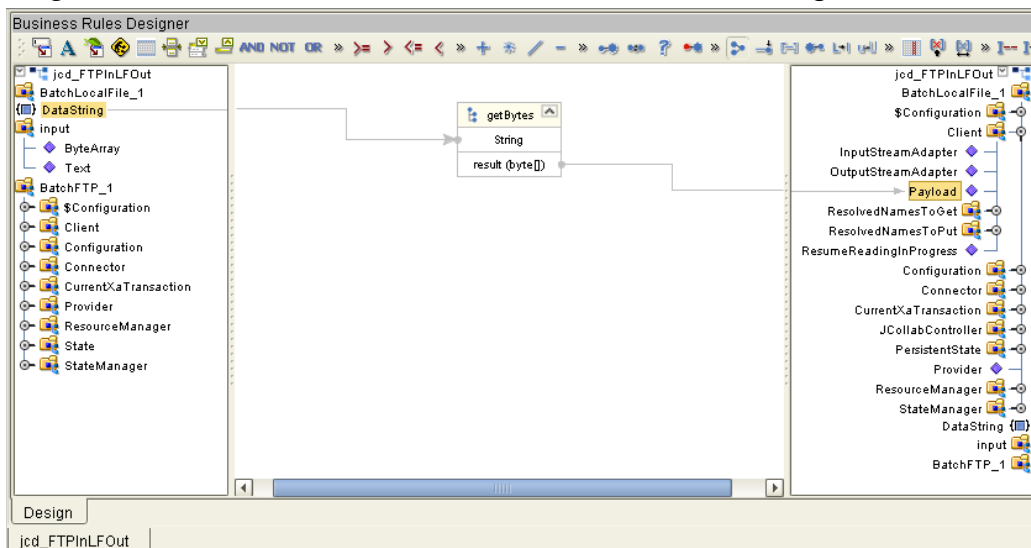 Business Rules Designer
A AND NOT OR » >= > <= < » + * / - » ? » » »
jcd_FTPInLFOut
BatchLocalFile_1
DataString
input
ByteArray
Text
BatchFTP_1
$Configuration
Client
Configuration
Connector
CurrentXaTransaction
Provider
ResourceManager
State
StateManager
getBytes
String
result (byte[])
jcd_FTPInLFOut
BatchLocalFile_1
$Configuration
Client
InputStreamAdapter
OutputStreamAdapter
Payload
ResolvedNamesToGet
ResolvedNamesToPut
ResumeReadingInProgress
Configuration
Connector
CurrentXaTransaction
JCollabController
PersistentState
Provider
ResourceManager
StateManager
DataString
input
BatchFTP_1
Design
jcd_FTPInLFOut